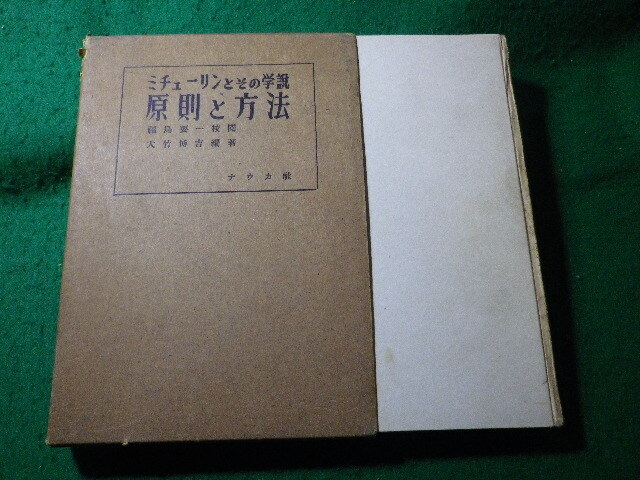 ミチューリンとその学説
原則と方法
福島要一校閲
大竹博吉編著
ナウカ社